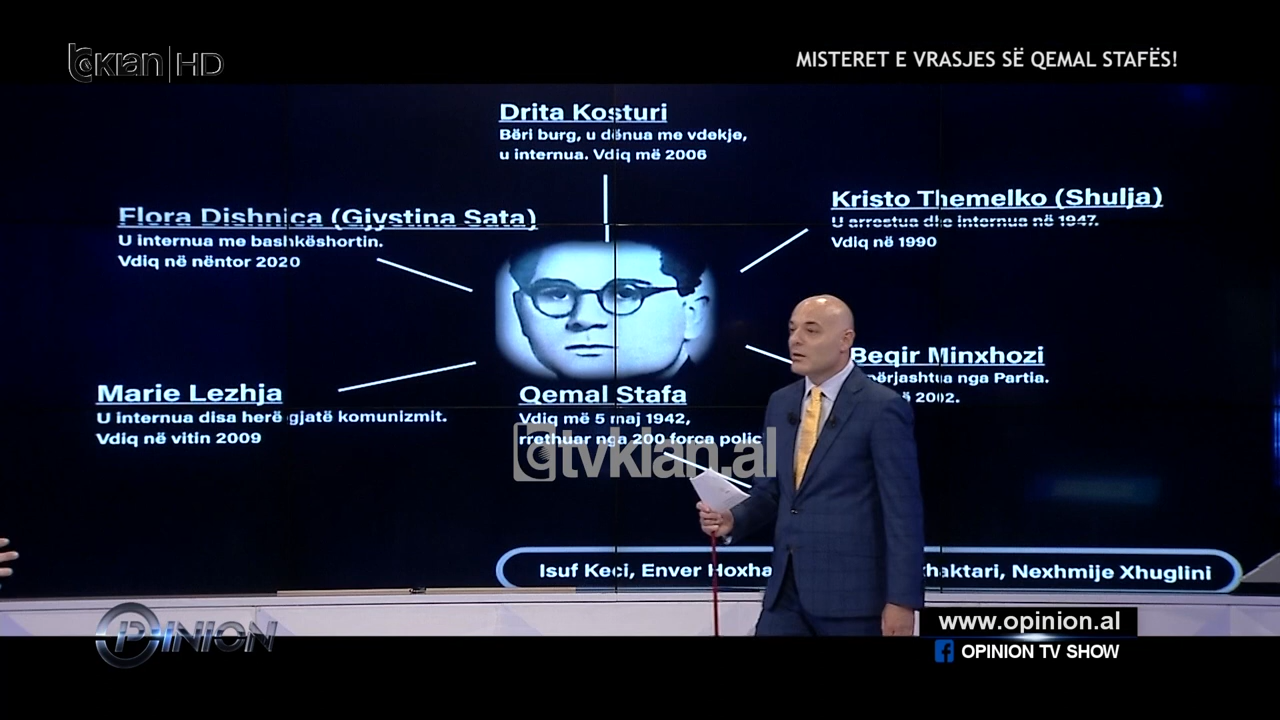 klan HD
MISTERET E VRASJES SË QEMAL STAFËS!
Drita Kosturi
Bëri burg, u dënua me vdekje,
u internua. Vdiq më 2006
Flora Dishnica (Gjystina Sata)
U internua me bashkëshortin.
Vdiq në nëntor 2020
Kristo Themelko (Shulja)
U arrestua dhe internua në 1947.
Vdiq në 1990
Marie Lezhja
U internua disa herë gjatë komunizmit.
Vdiq në vitin 2009
Beqir Minxhozi
nga Partia.
2002.
Qemal Stafa
Vdiq më 5 maj 1942,
rrethuar nga 200 forca polic
tvklan.al
Isuf Keci, Enver Hoxha
Nexhmije Xhuglini
OPINION
www.opinion.al
OPINION TV SHOW